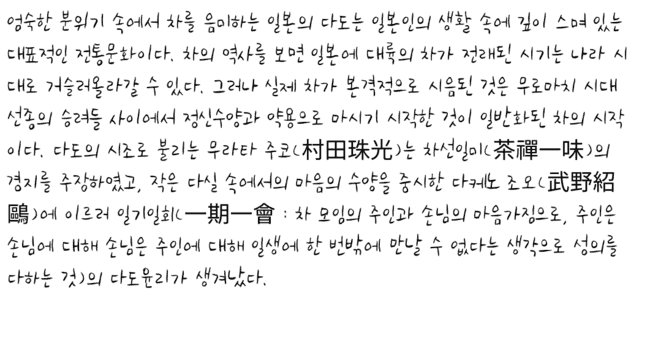 엄숙한 분위기 속에서 차를 음미하는 일본의 다도는 일본인의 생활 속에 깊이 스며 있는
대표적인 전통문화이다. 차의 역사를 보면 일본에 대륙의 차가 전래된 시기는 나라 시
대로 거슬러올라갈 수 있다. 그러나 실제 차가 본격적으로 시음된 것은 무로마치 시대
선종의 승려들 사이에서 정신수양과 약용으로 마시기 시작한 것이 일반화된 차의 시작
이다. 다도의 시조로 불리는 무라타 주코(村田珠光)는 차선일미(茶禪一味)의
경지를 주장하였고, 작은 다실 속에서의 마음의 수양을 중시한 다케노 조오(武野紹
鷗)에 이르러 일기일회(一期一會 : 차 모임의 주인과 손님의 마음가짐으로, 주인은
손님에 대해 손님은 주인에 대해 일생에 한 번밖에 만날 수 없다는 생각으로 성의를
다하는 것)의 다도윤리가 생겨났다.